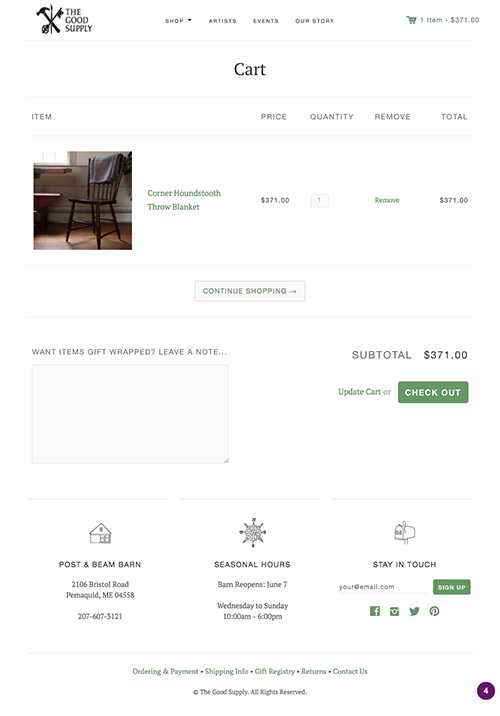 THE
GOOD
SUPPLY
SHOP ARTISTS EVENTS OUR STORY
1 Item - $371.00
Cart
ITEM PRICE QUANTITY REMOVE TOTAL
Corner Houndstooth
Throw Blanket
$371.00 1 Remove $371.00
CONTINUE SHOPPING →
WANT ITEMS GIFT WRAPPED? LEAVE A NOTE...
SUBTOTAL $371.00
Update Cart or CHECK OUT
POST & BEAM BARN
2106 Bristol Road
Pemaquid, ME 04558
207-607-3121
SEASONAL HOURS
Barn Reopens: June 7
Wednesday to Sunday
10:00am - 6:00pm
STAY IN TOUCH
your@email.com SIGN UP
Ordering & Payment • Shipping Info • Gift Registry • Returns • Contact Us
© The Good Supply. All Rights Reserved.
4